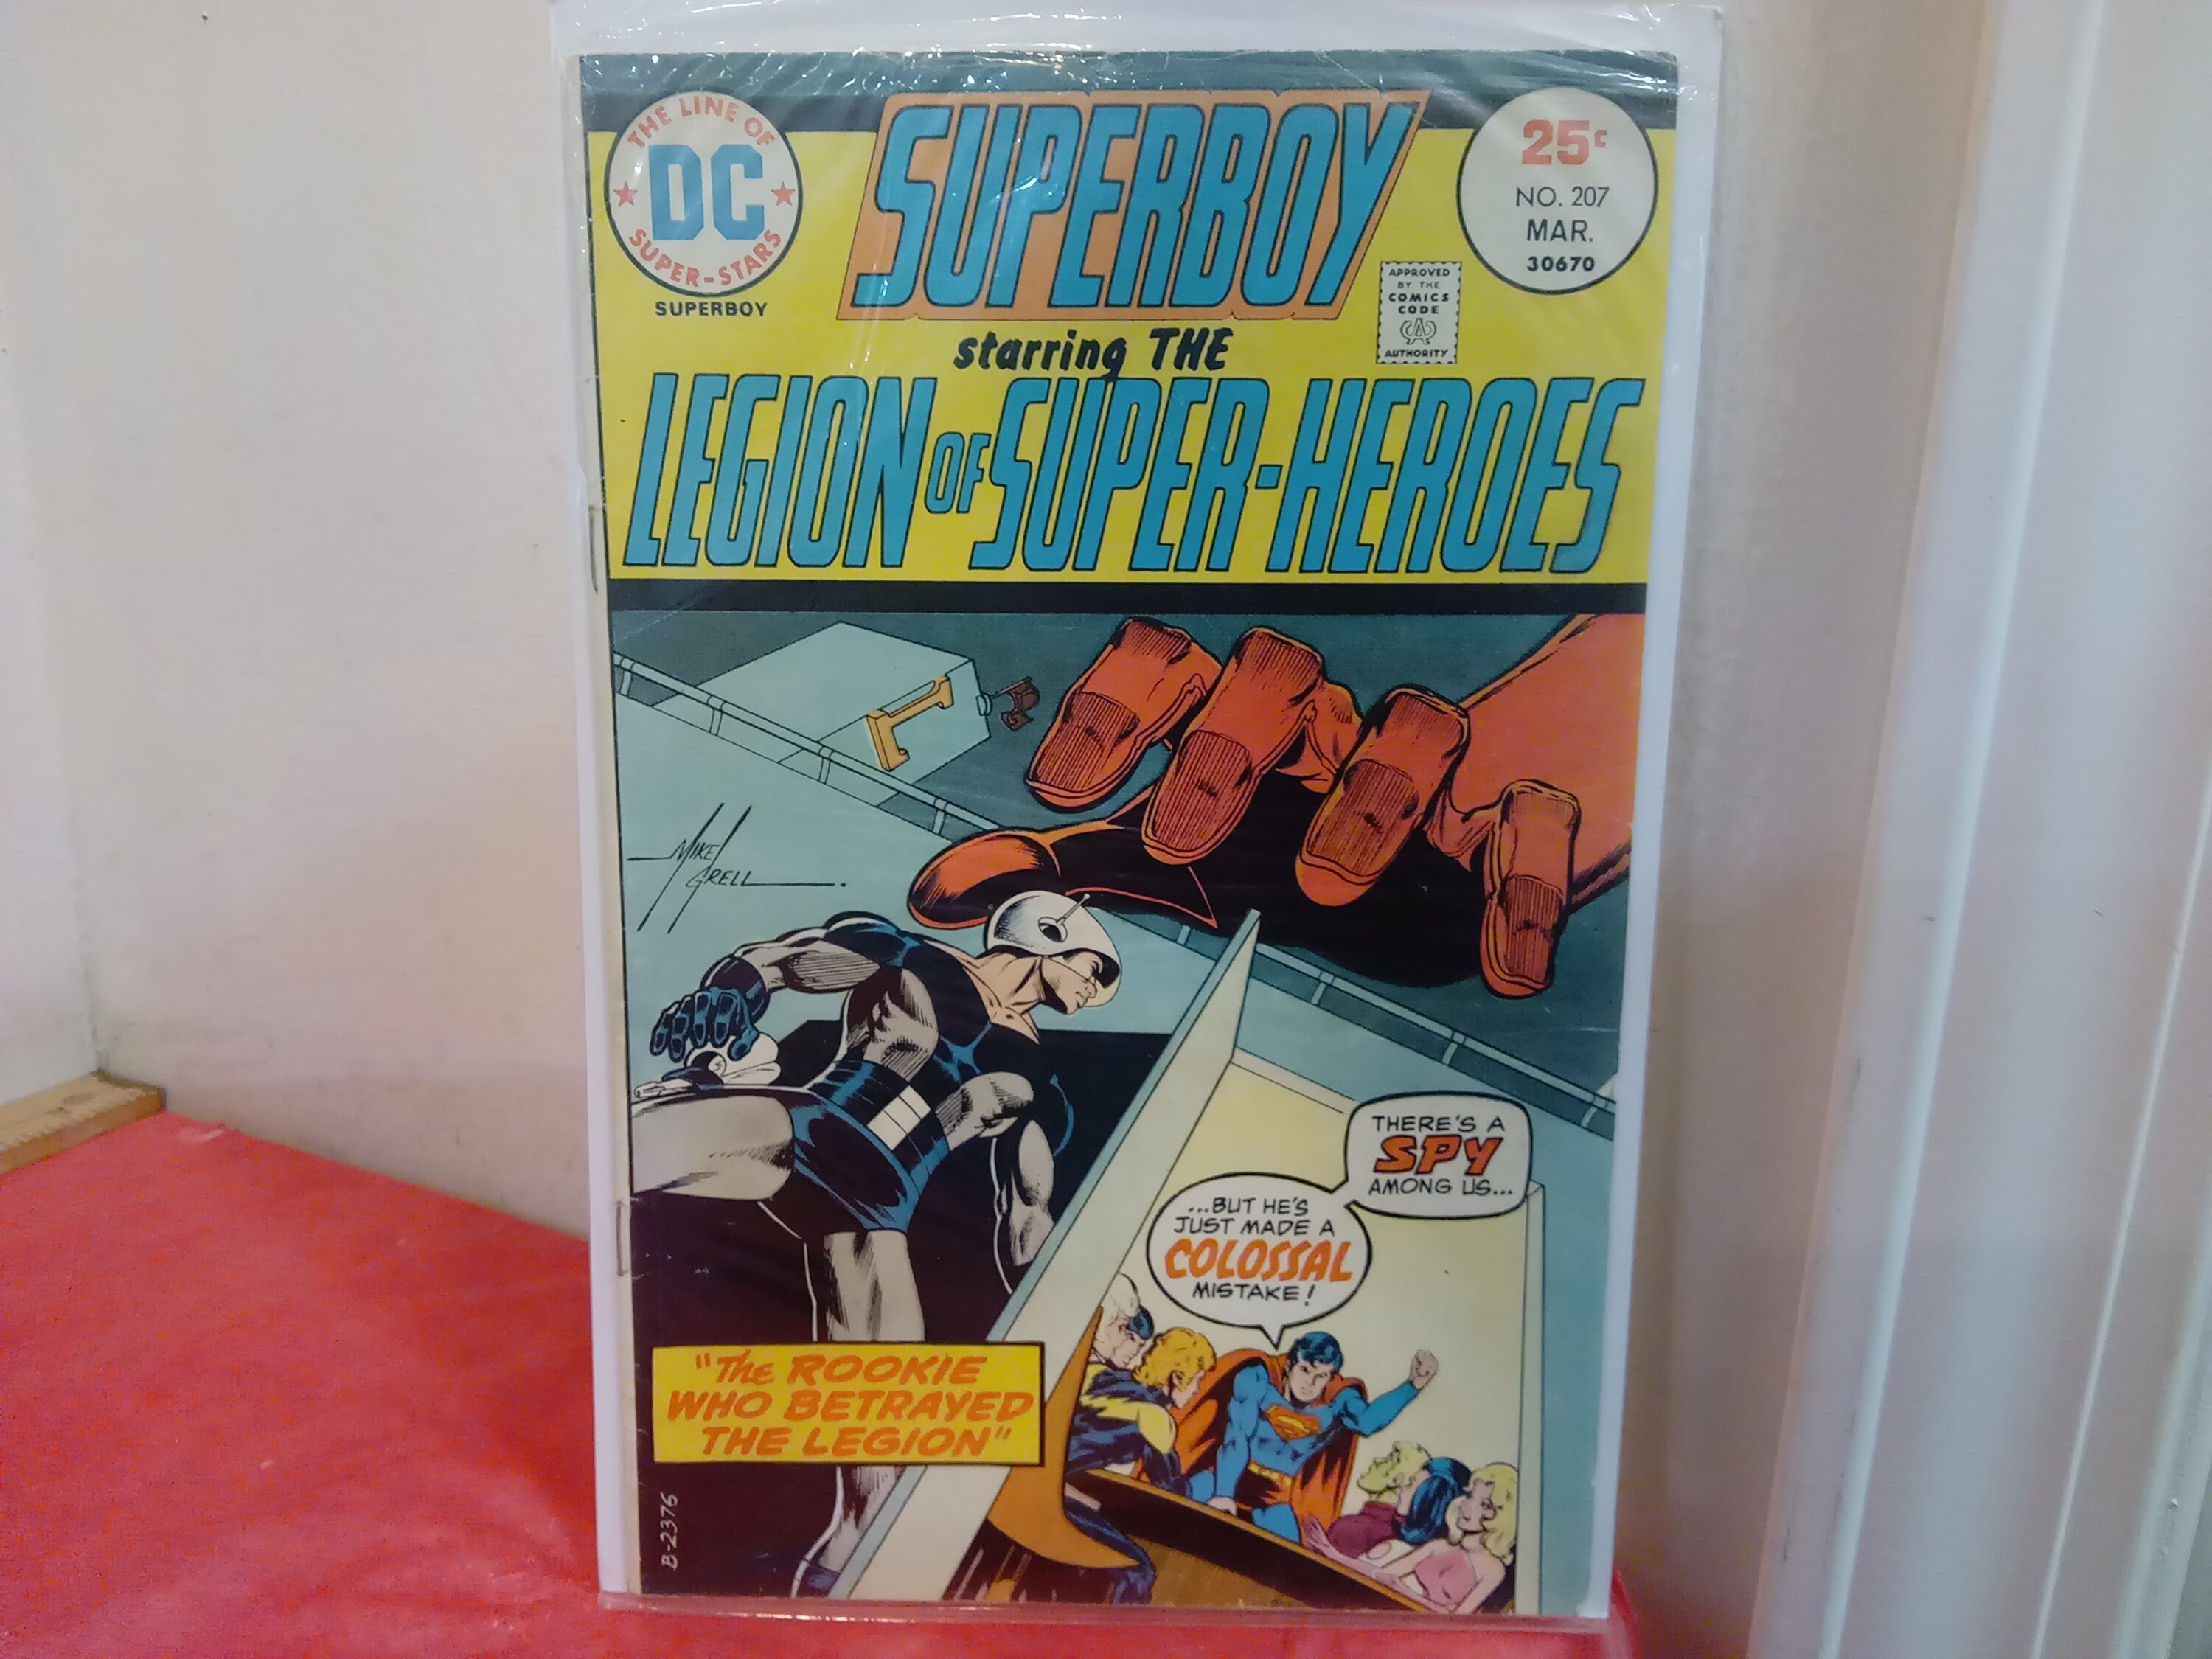 THE LINE OF
DC
SUPER-STARS
SUPERBOY
SUPERBOY
25¢
NO. 207
MAR.
30670
APPROVED
BY THE
COMICS
CODE
CA
AUTHORITY
starring THE
LEGION OF SUPER-HEROES
MIKE
GRELL
THERE'S A
SPY
AMONG US...
...BUT HE'S
JUST MADE A
COLOSSAL
MISTAKE!
"The ROOKIE
WHO BETRAYED
THE LEGION"
B-2376